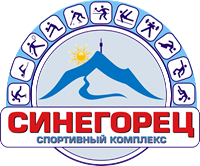 СИНЕГОРЕЦ
СПОРТИВНЫЙ КОМПЛЕКС